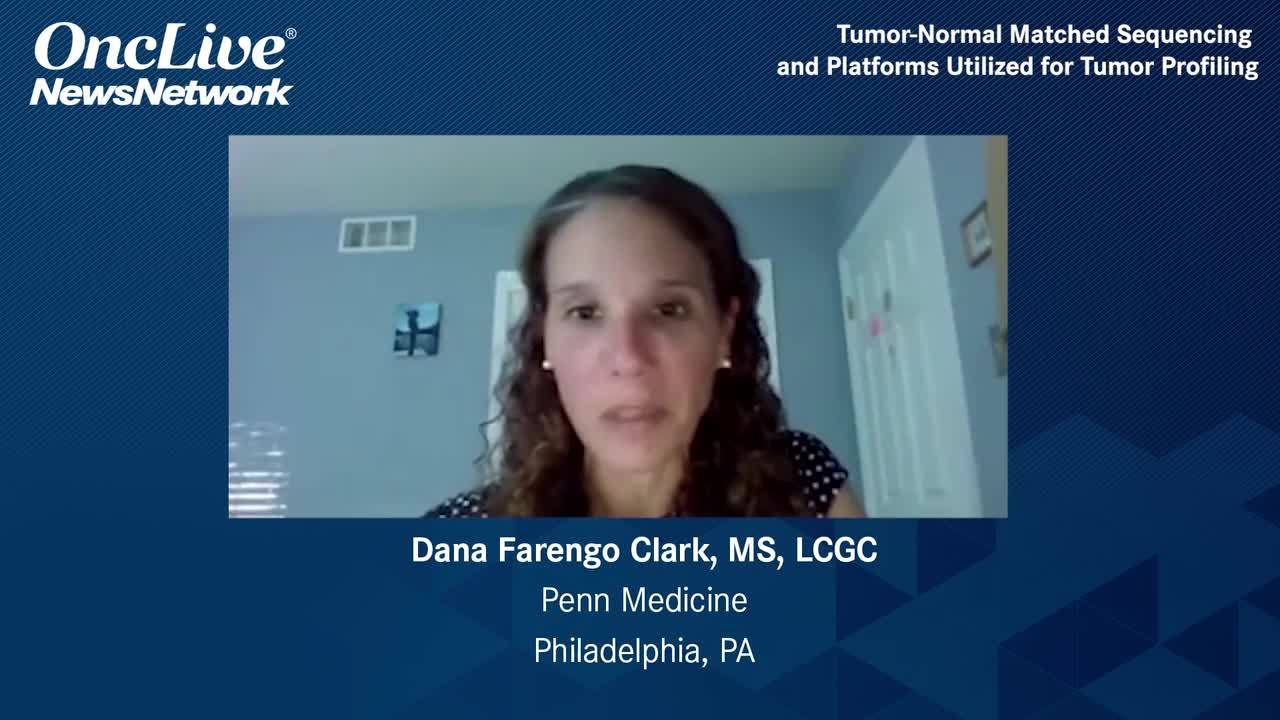 OncLive®
NewsNetwork
Tumor-Normal Matched Sequencing
and Platforms Utilized for Tumor Profiling
Dana Farengo Clark, MS, LCGC
Penn Medicine
Philadelphia, PA